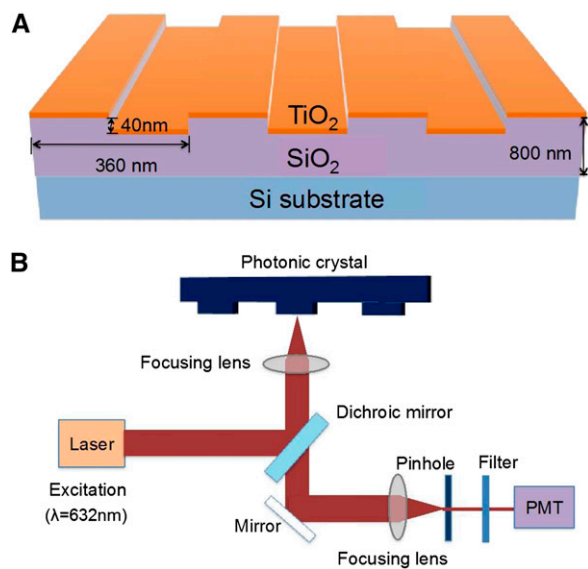 A
TiO2
40nm
360 nm
SiO2
800 nm
Si substrate
B
Photonic crystal
Focusing lens
Dichroic mirror
Laser
Pinhole
Filter
Excitation
(λ=632nm)
PMT
Mirror
Focusing lens